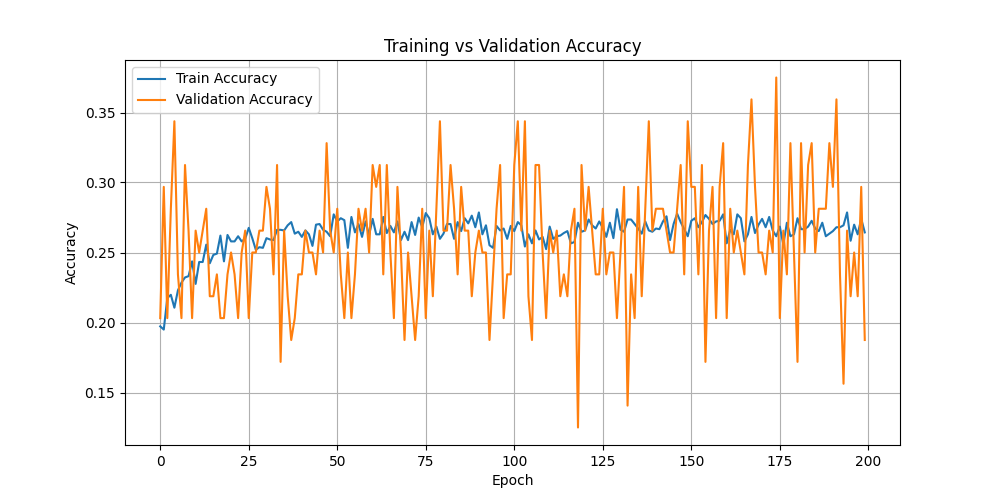 Training vs Validation Accuracy
Train Accuracy
Validation Accuracy
0.35
0.30
0.25
0.20
0.15
Accuracy
0 25 50 75 100 125 150 175 200
Epoch